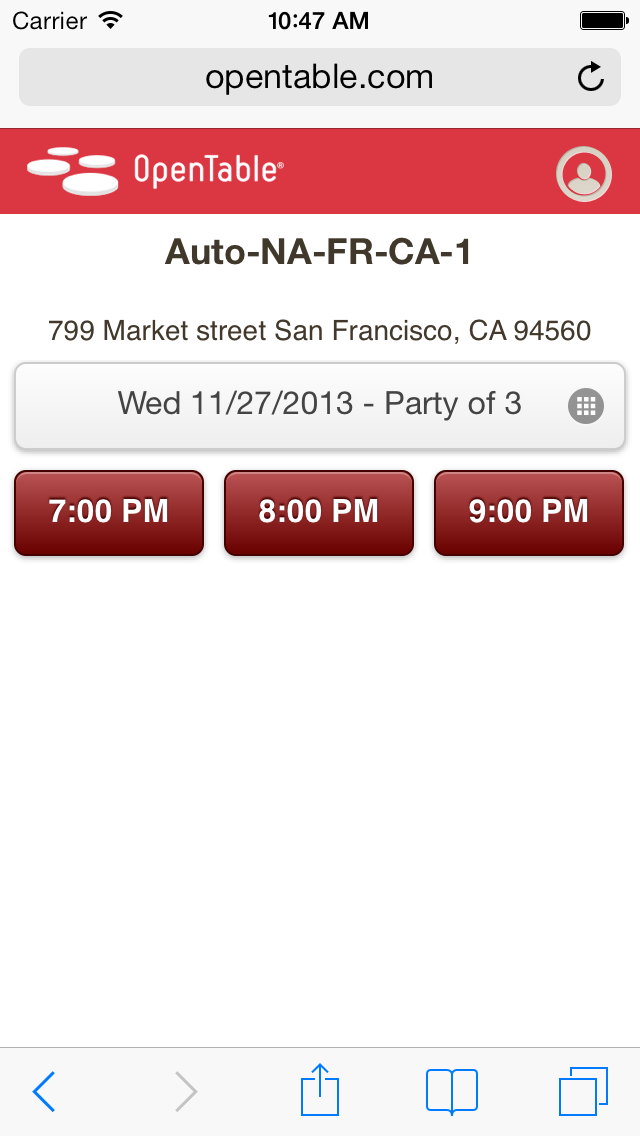 Carrier 10:47 AM
opentable.com
OpenTable®
Auto-NA-FR-CA-1
799 Market street San Francisco, CA 94560
Wed 11/27/2013 - Party of 3
7:00 PM 8:00 PM 9:00 PM